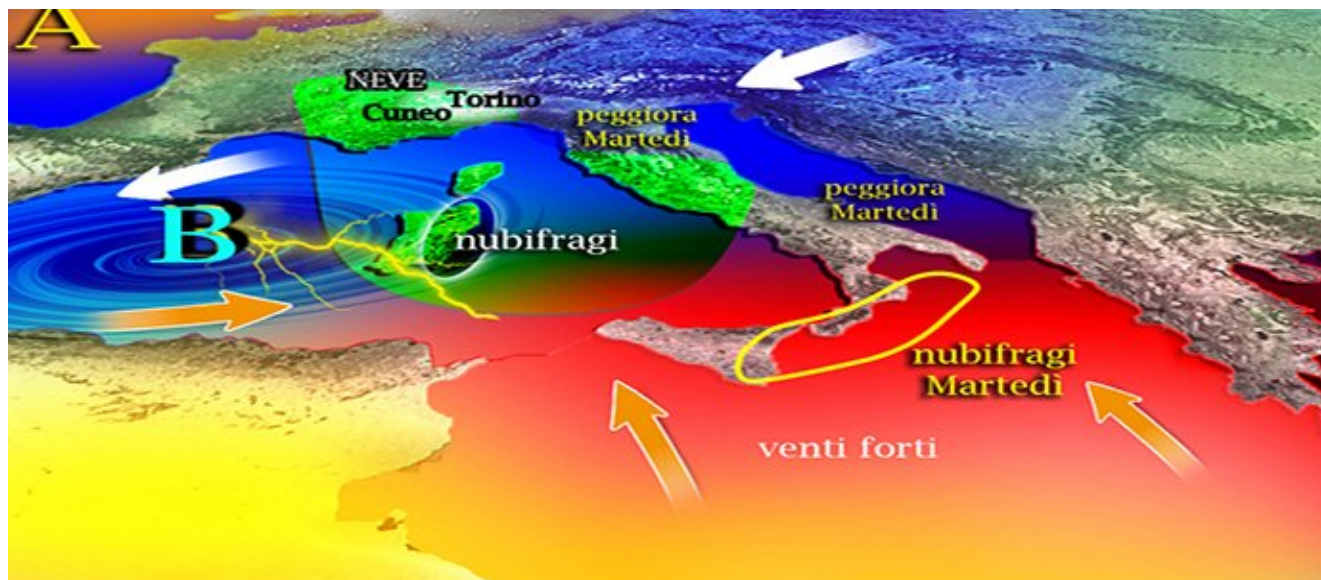 A
NEVE
Cuneo Torino
peggiora
Martedì
peggiora
Martedì
B
nubifragi
nubifragi
Martedì
venti forti